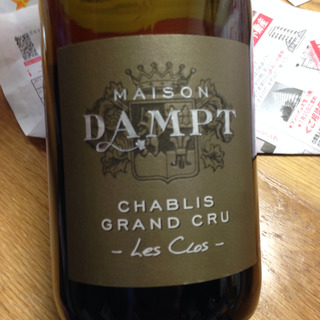 MAISON
DAMPT
CHABLIS
GRAND CRU
- Les Clos -